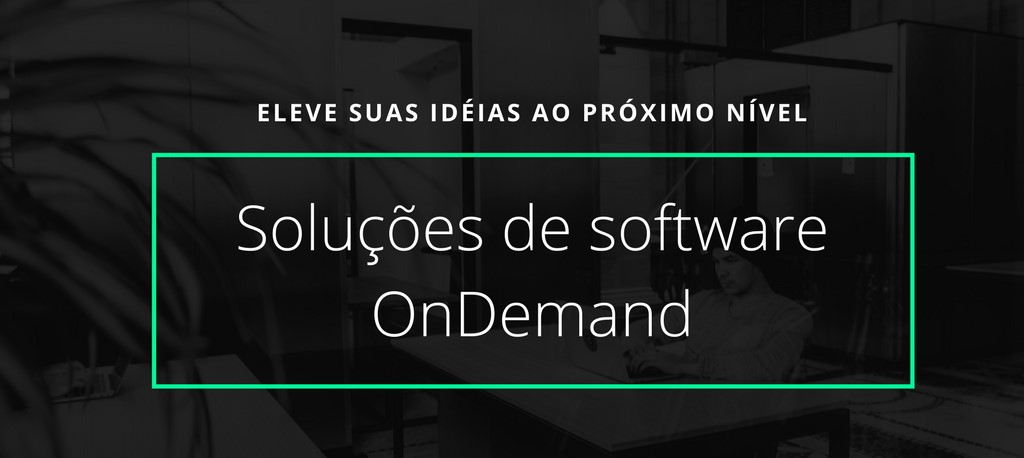 ELEVE SUAS IDÉIAS AO PRÓXIMO NÍVEL
Soluções de software
OnDemand